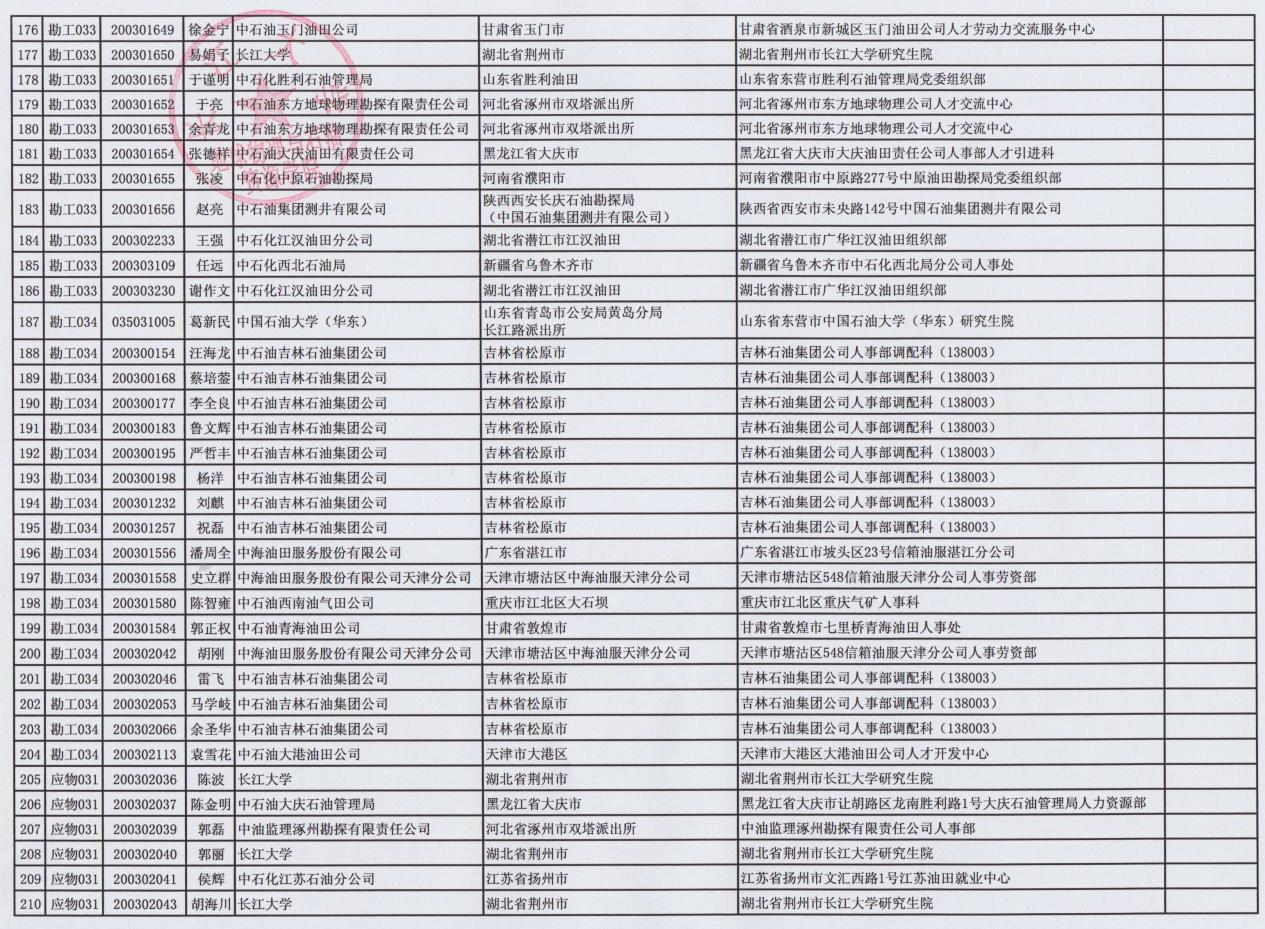 176 勘工033 200301649 徐金宁 中石油玉门油田公司 甘肃省玉门市 甘肃省酒泉市新城区玉门油田公司人才劳动力交流服务中心
177 勘工033 200301650 易娟子 长江大学 湖北省荆州市 湖北省荆州市长江大学研究生院
178 勘工033 200301651 于谨明 中石化胜利石油管理局 山东省胜利油田 山东省东营市胜利石油管理局党委组织部
179 勘工033 200301652 于亮 中石油东方地球物理勘探有限责任公司 河北省涿州市双塔派出所 河北省涿州市东方地球物理公司人才交流中心
180 勘工033 200301653 余青龙 中石油东方地球物理勘探有限责任公司 河北省涿州市双塔派出所 河北省涿州市东方地球物理公司人才交流中心
181 勘工033 200301654 张德祥 中石油大庆油田有限责任公司 黑龙江省大庆市 黑龙江省大庆市大庆油田责任公司人事部人才引进科
182 勘工033 200301655 张凌 中石化中原石油勘探局 河南省濮阳市 河南省濮阳市中原路277号中原油田勘探局党委组织部
183 勘工033 200301656 赵亮 中石油集团测井有限公司 陕西西安长庆石油勘探局 陕西省西安市未央路142号中国石油集团测井有限公司
（中国石油集团测井有限公司）
184 勘工033 200302233 王强 中石化江汉油田分公司 湖北省潜江市江汉油田 湖北省潜江市广华江汉油田组织部
185 勘工033 200303109 任远 中石化西北石油局 新疆省乌鲁木齐市 新疆省乌鲁木齐市中石化西北局分公司人事处
186 勘工033 200303230 谢作文 中石化江汉油田分公司 湖北省潜江市江汉油田 湖北省潜江市广华江汉油田组织部
187 勘工034 035031005 葛新民 中国石油大学（华东） 山东省青岛市公安局黄岛分局 山东省东营市中国石油大学（华东）研究生院
长江路派出所
188 勘工034 200300154 汪海龙 中石油吉林石油集团公司 吉林省松原市 吉林石油集团公司人事部调配科（138003）
189 勘工034 200300168 蔡培蓥 中石油吉林石油集团公司 吉林省松原市 吉林石油集团公司人事部调配科（138003）
190 勘工034 200300177 李全良 中石油吉林石油集团公司 吉林省松原市 吉林石油集团公司人事部调配科（138003）
191 勘工034 200300183 鲁文辉 中石油吉林石油集团公司 吉林省松原市 吉林石油集团公司人事部调配科（138003）
192 勘工034 200300195 严哲丰 中石油吉林石油集团公司 吉林省松原市 吉林石油集团公司人事部调配科（138003）
193 勘工034 200300198 杨洋 中石油吉林石油集团公司 吉林省松原市 吉林石油集团公司人事部调配科（138003）
194 勘工034 200301232 刘麒 中石油吉林石油集团公司 吉林省松原市 吉林石油集团公司人事部调配科（138003）
195 勘工034 200301257 祝磊 中石油吉林石油集团公司 吉林省松原市 吉林石油集团公司人事部调配科（138003）
196 勘工034 200301556 潘周全 中海油田服务股份有限公司 广东省湛江市 广东省湛江市坡头区23号信箱油服湛江分公司
197 勘工034 200301558 史立群 中海油田服务股份有限公司天津分公司 天津市塘沽区中海油服天津分公司 天津市塘沽区548信箱油服天津分公司人事劳资部
198 勘工034 200301580 陈智雍 中石油西南油气田公司 重庆市江北区大石坝 重庆市江北区重庆气矿人事科
199 勘工034 200301584 郭正权 中石油青海油田公司 甘肃省敦煌市 甘肃省敦煌市七里桥青海油田人事处
200 勘工034 200302042 胡刚 中海油田服务股份有限公司天津分公司 天津市塘沽区中海油服天津分公司 天津市塘沽区548信箱油服天津分公司人事劳资部
201 勘工034 200302046 雷飞 中石油吉林石油集团公司 吉林省松原市 吉林石油集团公司人事部调配科（138003）
202 勘工034 200302053 马学岐 中石油吉林石油集团公司 吉林省松原市 吉林石油集团公司人事部调配科（138003）
203 勘工034 200302066 余圣华 中石油吉林石油集团公司 吉林省松原市 吉林石油集团公司人事部调配科（138003）
204 勘工034 200302113 袁雪花 中石油大港油田公司 天津市大港区 天津市大港区大港油田公司人才开发中心
205 应物031 200302036 陈波 长江大学 湖北省荆州市 湖北省荆州市长江大学研究生院
206 应物031 200302037 陈金明 中石油大庆石油管理局 黑龙江省大庆市 黑龙江省大庆市让胡路区龙南胜利路1号大庆石油管理局人力资源部
207 应物031 200302039 郭磊 中油监理涿州勘探有限责任公司 河北省涿州市双塔派出所 中油监理涿州勘探有限责任公司人事部
208 应物031 200302040 郭丽 长江大学 湖北省荆州市 湖北省荆州市长江大学研究生院
209 应物031 200302041 侯辉 中石化江苏石油分公司 江苏省扬州市 江苏省扬州市文汇西路1号江苏油田就业中心
210 应物031 200302043 胡海川 长江大学 湖北省荆州市 湖北省荆州市长江大学研究生院